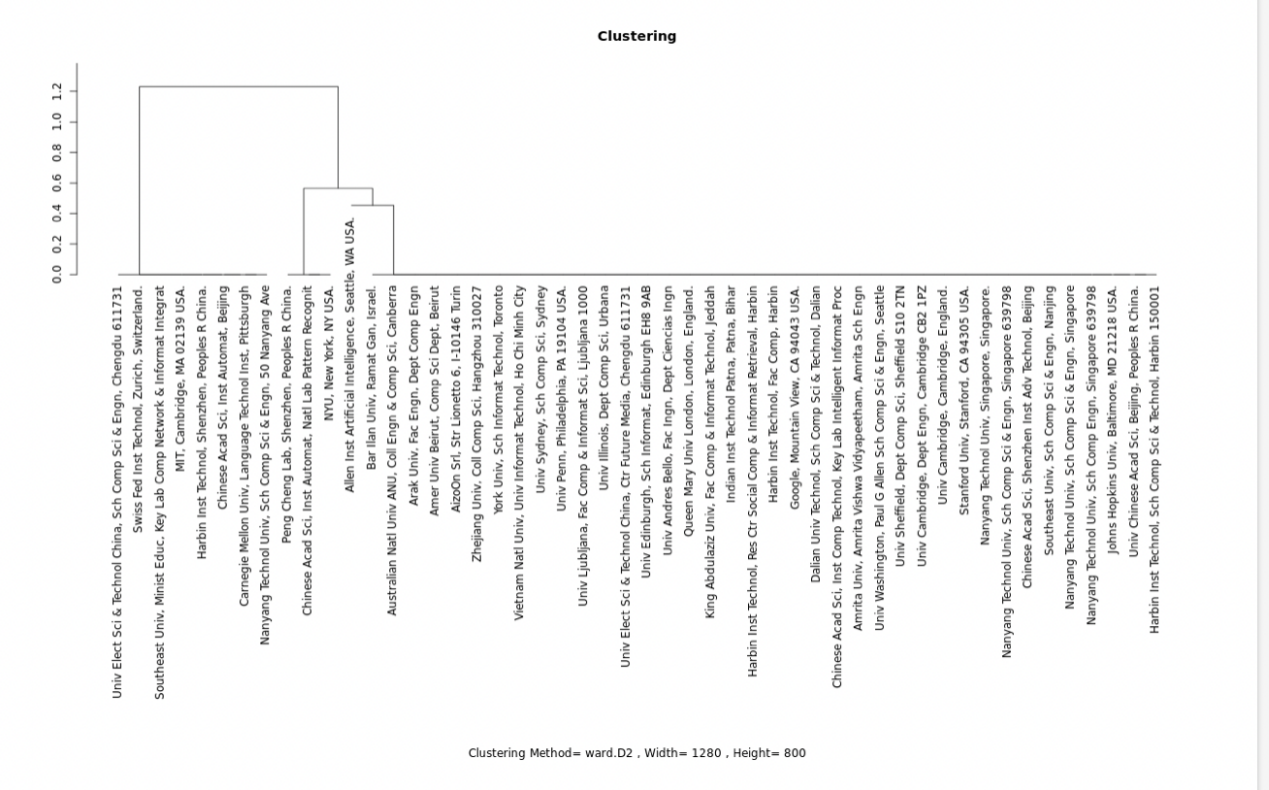 Clustering
1.2
1.0
0.8
0.6
0.4
0.2
0.0
Univ Elect Sci & Technol China, Sch Comp Sci & Engn, Chengdu 611731
Swiss Fed Inst Technol, Zurich, Switzerland.
Southeast Univ, Minist Educ, Key Lab Comp Network & Informat Integrat
MIT, Cambridge, MA 02139 USA.
Harbin Inst Technol, Shenzhen, Peoples R China.
Chinese Acad Sci, Inst Automat, Beijing
Carnegie Mellon Univ, Language Technol Inst, Pittsburgh
Nanyang Technol Univ, Sch Comp Sci & Engn, 50 Nanyang Ave
Peng Cheng Lab, Shenzhen, Peoples R China.
Chinese Acad Sci, Inst Automat, Natl Lab Pattern Recognit
NYU, New York, NY USA.
Allen Inst Artificial Intelligence, Seattle, WA USA.
Bar Ilan Univ, Ramat Gan, Israel.
Australian Natl Univ ANU, Coll Engn & Comp Sci, Canberra
Arak Univ, Fac Engn, Dept Comp Engn
Amer Univ Beirut, Comp Sci Dept, Beirut
AizoOn Srl, Str Lionetto 6, I-10146 Turin
Zhejiang Univ, Coll Comp Sci, Hangzhou 310027
York Univ, Sch Informat Technol, Toronto
Vietnam Natl Univ, Univ Informat Technol, Ho Chi Minh City
Univ Sydney, Sch Comp Sci, Sydney
Univ Penn, Philadelphia, PA 19104 USA.
Univ Ljubljana, Fac Comp & Informat Sci, Ljubljana 1000
Univ Illinois, Dept Comp Sci, Urbana
Univ Elect Sci & Technol China, Ctr Future Media, Chengdu 611731
Univ Edinburgh, Sch Informat, Edinburgh EH8 9AB
Univ Andres Bello, Fac Ingn, Dept Ciencias Ingn
Queen Mary Univ London, London, England.
King Abdulaziz Univ, Fac Comp & Informat Technol, Jeddah
Indian Inst Technol Patna, Patna, Bihar
Harbin Inst Technol, Res Ctr Social Comp & Informat Retrieval, Harbin
Harbin Inst Technol, Fac Comp, Harbin
Google, Mountain View, CA 94043 USA.
Dalian Univ Technol, Sch Comp Sci & Technol, Dalian
Chinese Acad Sci, Inst Comp Technol, Key Lab Intelligent Informat Proc
Amrita Univ, Amrita Vishwa Vidyapeetham, Amrita Sch Engn
Univ Washington, Paul G Allen Sch Comp Sci & Engn, Seattle
Univ Sheffield, Dept Comp Sci, Sheffield S10 2TN
Univ Cambridge, Dept Engn, Cambridge CB2 1PZ
Univ Cambridge, Cambridge, England.
Stanford Univ, Stanford, CA 94305 USA.
Nanyang Technol Univ, Singapore, Singapore.
Nanyang Technol Univ, Sch Comp Sci & Engn, Singapore 639798
Chinese Acad Sci, Shenzhen Inst Adv Technol, Beijing
Southeast Univ, Sch Comp Sci & Engn, Nanjing
Nanyang Technol Univ, Sch Comp Sci & Engn, Singapore
Nanyang Technol Univ, Sch Comp Engn, Singapore 639798
Johns Hopkins Univ, Baltimore, MD 21218 USA.
Univ Chinese Acad Sci, Beijing, Peoples R China.
Harbin Inst Technol, Sch Comp Sci & Technol, Harbin 150001
Clustering Method= ward.D2 , Width= 1280 , Height= 800